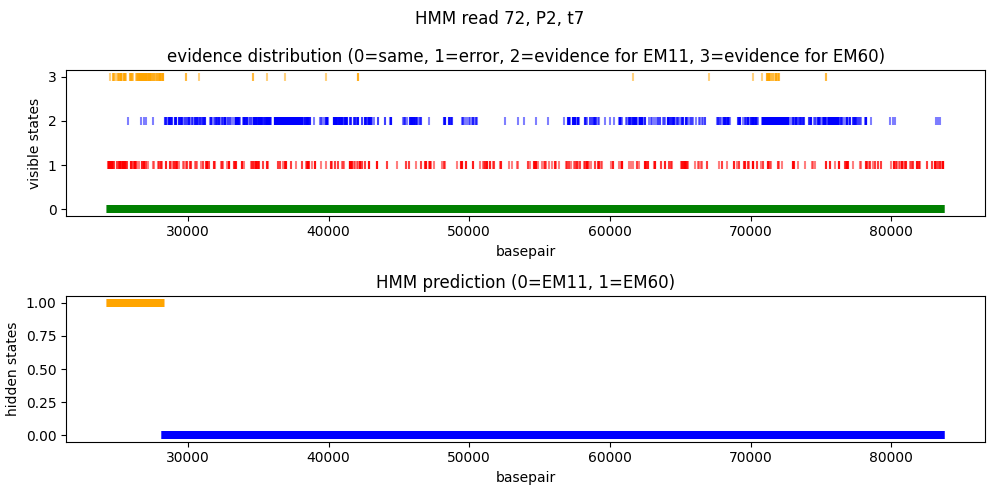 HMM read 72, P2, t7
evidence distribution (0=same, 1=error, 2=evidence for EM11, 3=evidence for EM60)
visible states
3
2
1
0
30000 40000 50000 60000 70000 80000
basepair
HMM prediction (0=EM11, 1=EM60)
hidden states
1.00
0.75
0.50
0.25
0.00
30000 40000 50000 60000 70000 80000
basepair